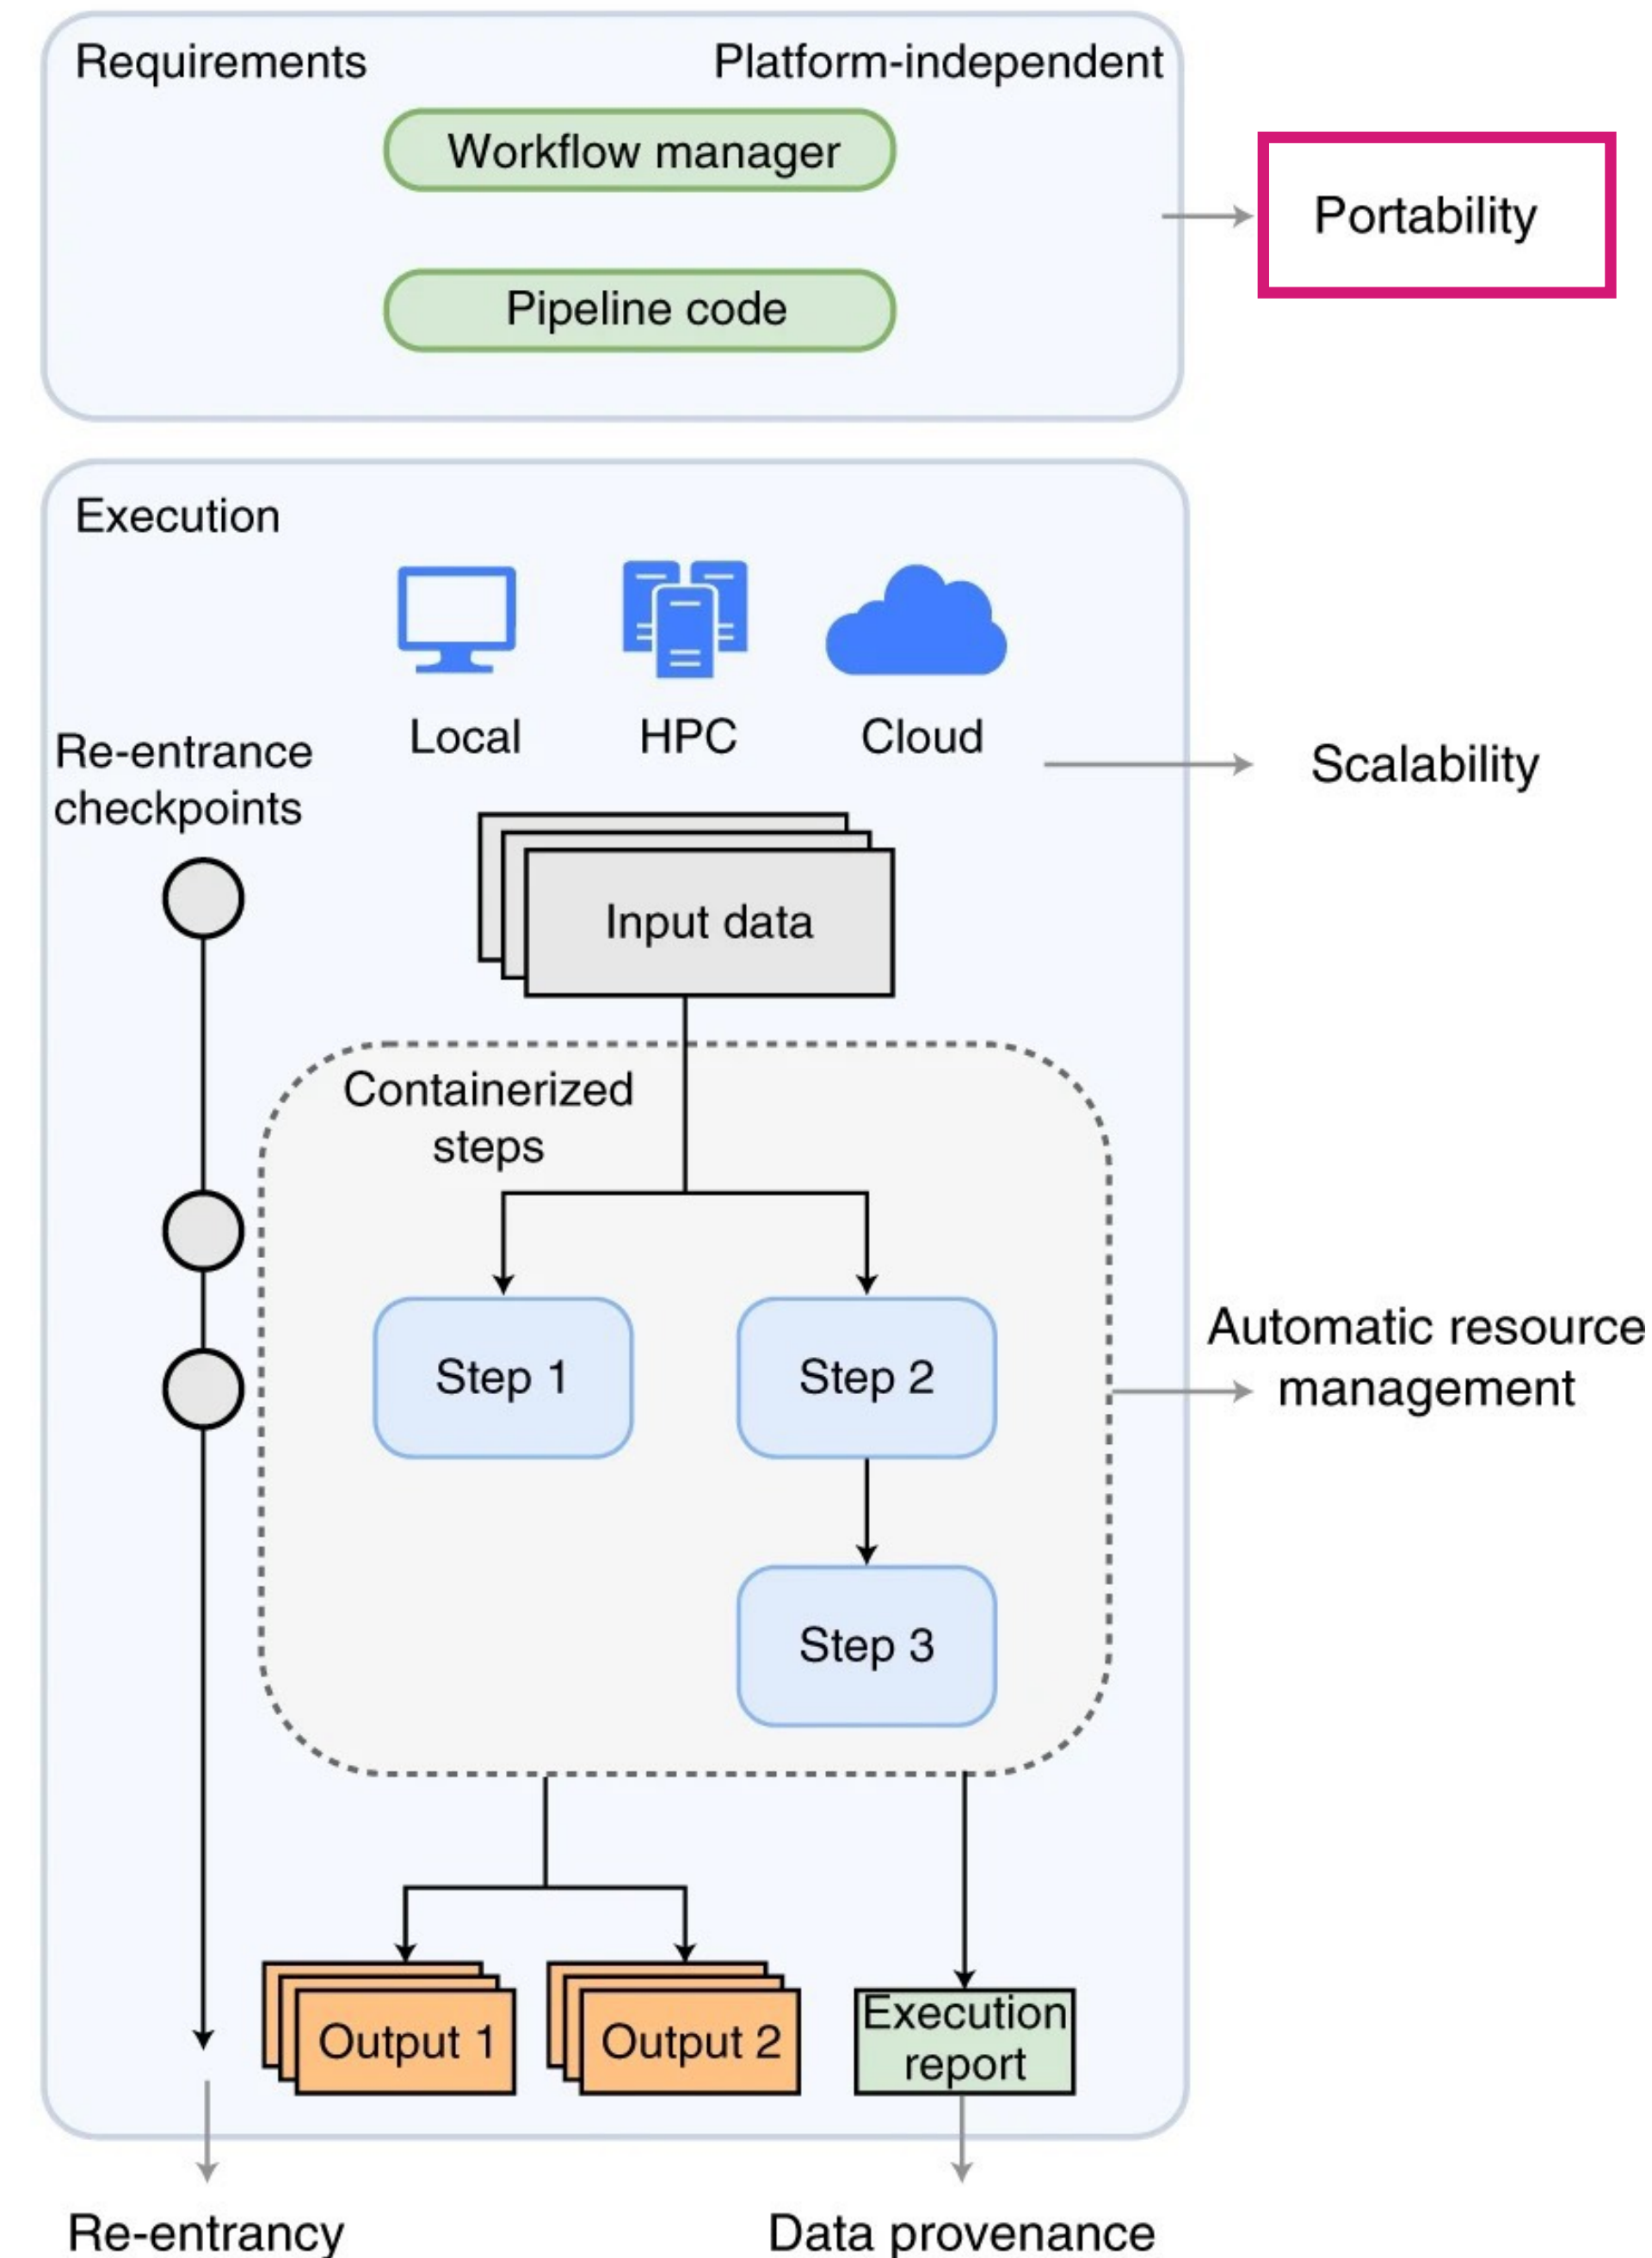 Requirements
Platform-independent
Workflow manager
Portability
Pipeline code
Execution
Local
HPC
Cloud
Re-entrance
checkpoints
Scalability
Input data
Containerized
steps
Step 1
Step 2
Automatic resource
management
Step 3
Output 1
Output 2
Execution
report
Re-entrancy
Data provenance